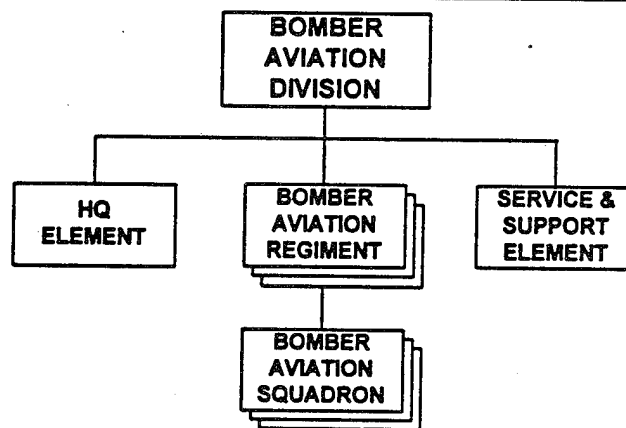 BOMBER
AVIATION
DIVISION
HQ
ELEMENT
BOMBER
AVIATION
REGIMENT
SERVICE &
SUPPORT
ELEMENT
BOMBER
AVIATION
SQUADRON